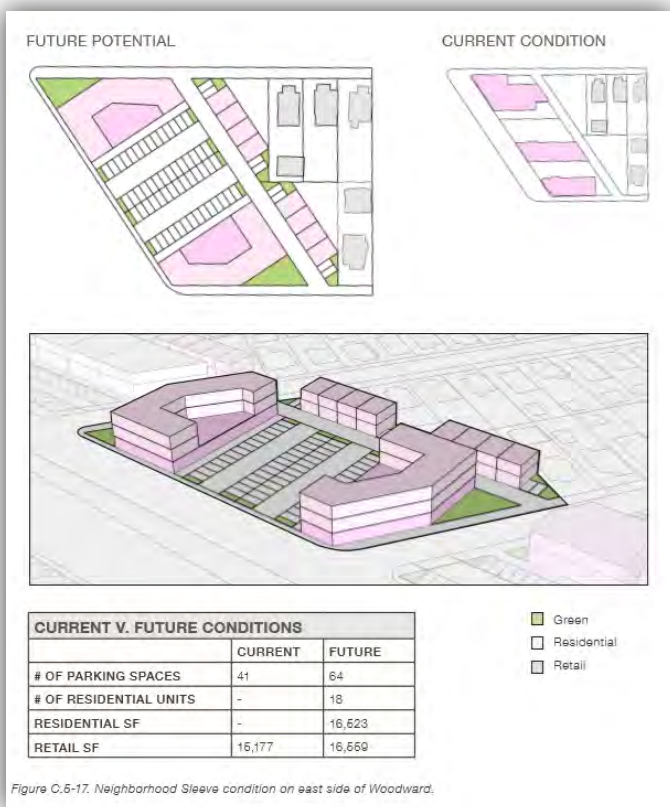 FUTURE POTENTIAL
CURRENT CONDITION
CURRENT V. FUTURE CONDITIONS
CURRENT FUTURE
# OF PARKING SPACES 41 64
# OF RESIDENTIAL UNITS - 18
RESIDENTIAL SF - 16,523
RETAIL SF 15,177 16,559
Green
Residential
Retail
Figure C.5-17. Neighborhood Sleeve condition on east side of Woodward.